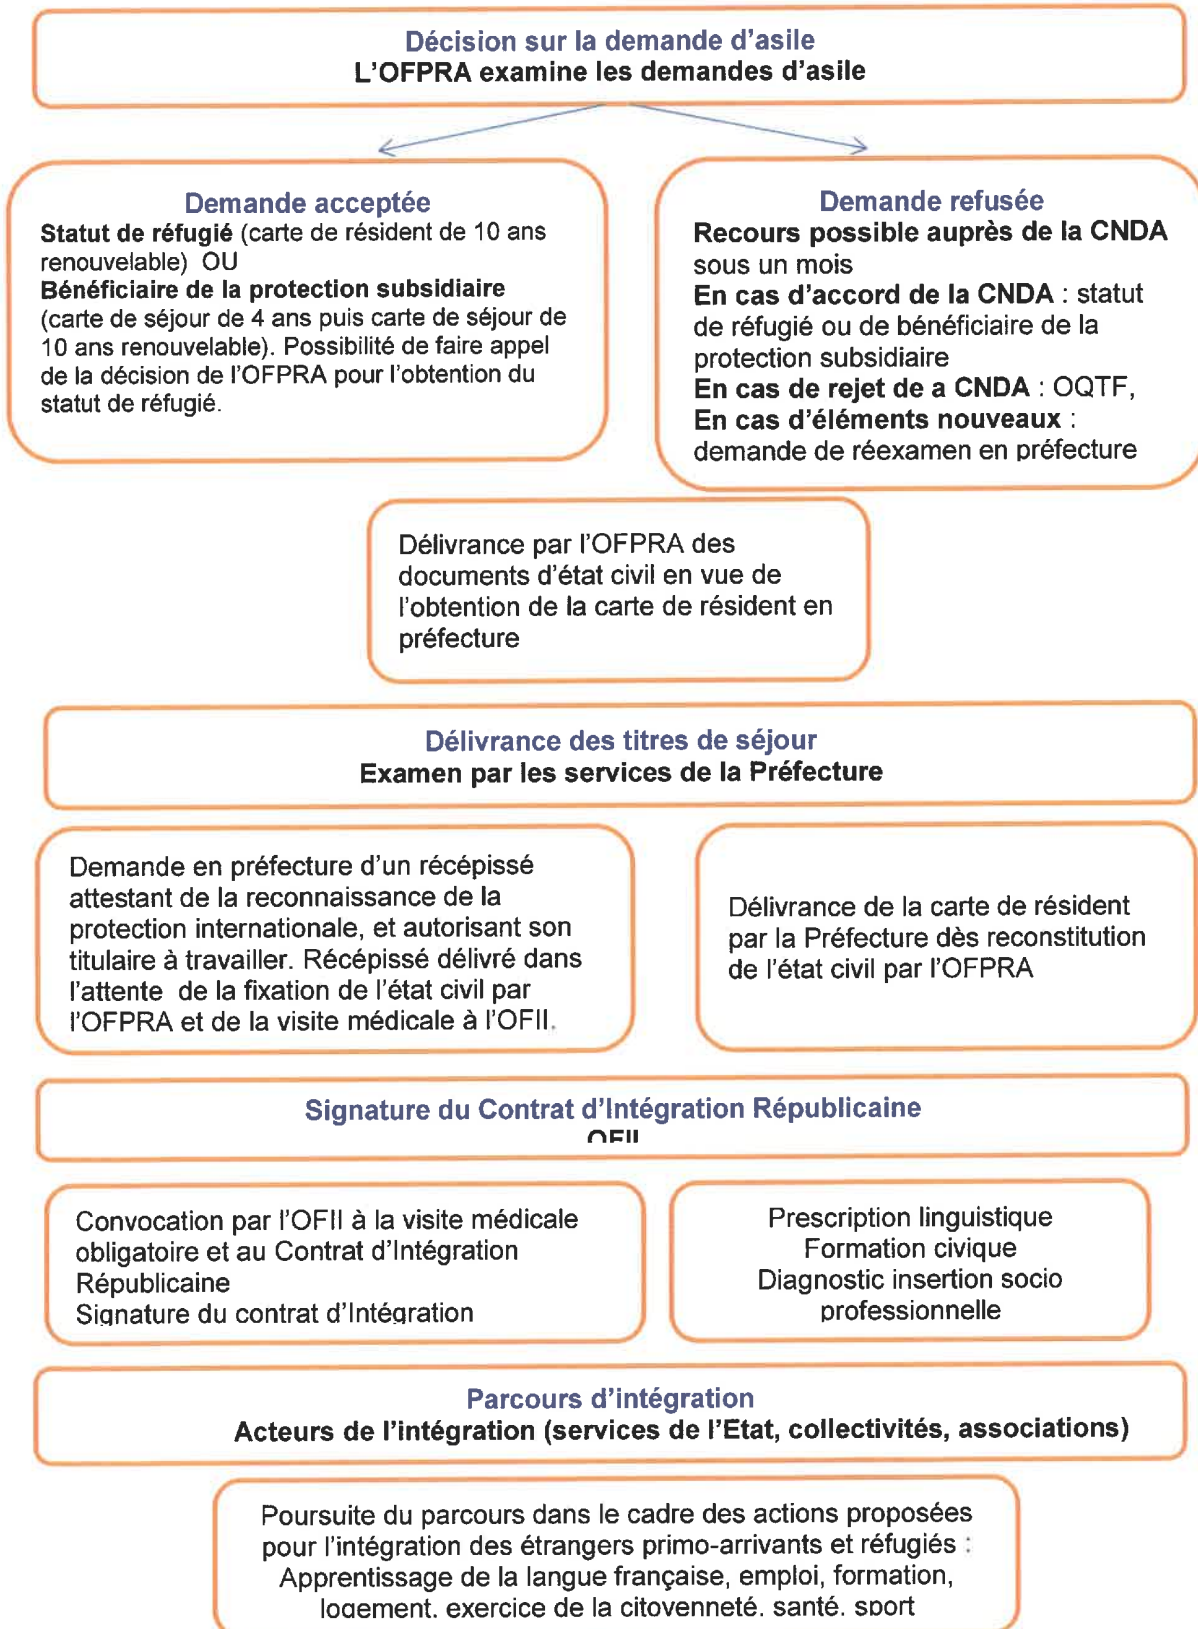 Décision sur la demande d'asile
L'OFPRA examine les demandes d'asile
Demande acceptée
Statut de réfugié (carte de résident de 10 ans
renouvelable) OU
Bénéficiaire de la protection subsidiaire
(carte de séjour de 4 ans puis carte de séjour de
10 ans renouvelable). Possibilité de faire appel
de la décision de l'OFPRA pour l'obtention du
statut de réfugié.
Demande refusée
Recours possible auprès de la CNDA
sous un mois
En cas d'accord de la CNDA : statut
de réfugié ou de bénéficiaire de la
protection subsidiaire
En cas de rejet de a CNDA : OQTF,
En cas d'éléments nouveaux :
demande de réexamen en préfecture
Délivrance par l'OFPRA des
documents d'état civil en vue de
l'obtention de la carte de résident en
préfecture
Délivrance des titres de séjour
Examen par les services de la Préfecture
Demande en préfecture d'un récépissé
attestant de la reconnaissance de la
protection internationale, et autorisant son
titulaire à travailler. Récépissé délivré dans
l'attente de la fixation de l'état civil par
l'OFPRA et de la visite médicale à l'OFII.
Délivrance de la carte de résident
par la Préfecture dès reconstitution
de l'état civil par l'OFPRA
Signature du Contrat d'Intégration Républicaine
OFII
Convocation par l'OFII à la visite médicale
obligatoire et au Contrat d'Intégration
Républicaine
Signature du contrat d'Intégration
Prescription linguistique
Formation civique
Diagnostic insertion socio
professionnelle
Parcours d'intégration
Acteurs de l'intégration (services de l'Etat, collectivités, associations)
Poursuite du parcours dans le cadre des actions proposées
pour l'intégration des étrangers primo-arrivants et réfugiés :
Apprentissage de la langue française, emploi, formation,
logement, exercice de la citoyenneté, santé, sport